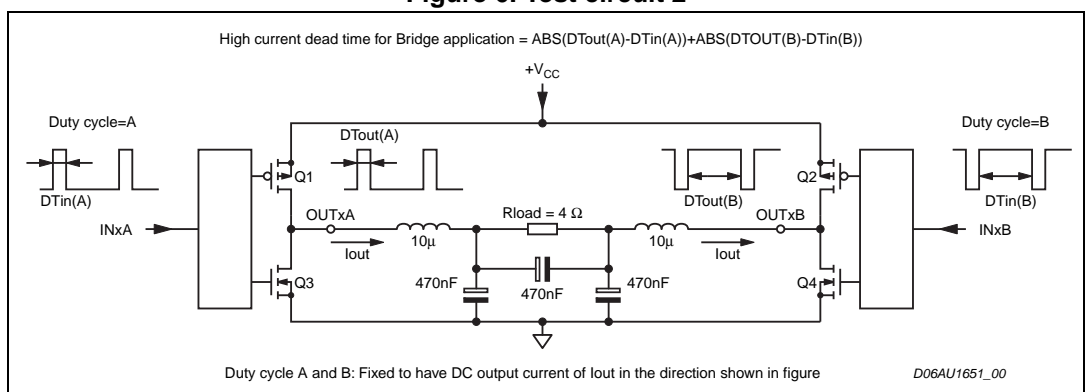 High current dead time for Bridge application = ABS(DTout(A)-DTin(A))+ABS(DTOUT(B)-DTin(B))
+VCC
Duty cycle=A
DTout(A)
Duty cycle=B
Q1
Q2
DTin(A)
DTout(B)
DTin(B)
INxA
OUTxA
Rload = 4 Ω
OUTxB
INxB
10μ
10μ
Iout
Iout
Q3
470nF
470nF
470nF
Q4
Duty cycle A and B: Fixed to have DC output current of Iout in the direction shown in figure
D06AU1651_00